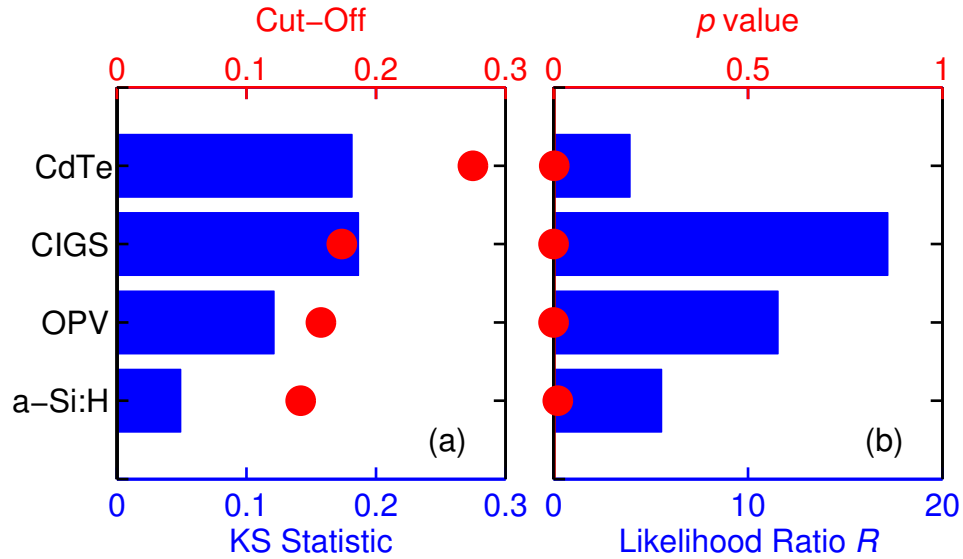 Cut−Off
p value
0 0.1 0.2 0.3
0 0.5 1
CdTe
CIGS
OPV
a−Si:H
(a)
(b)
0 0.1 0.2 0.3
0 10 20
KS Statistic
Likelihood Ratio R